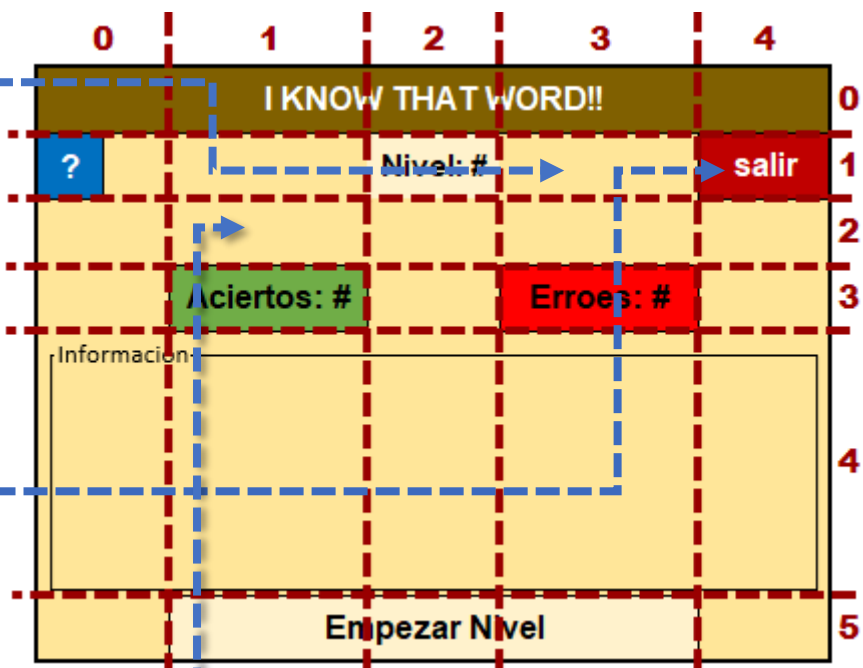 0 1 2 3 4
I KNOW THAT WORD!! 0
? Nivel: # salir 1
2
Aciertos: # Erroes: # 3
Informacion
4
Empezar Nivel 5